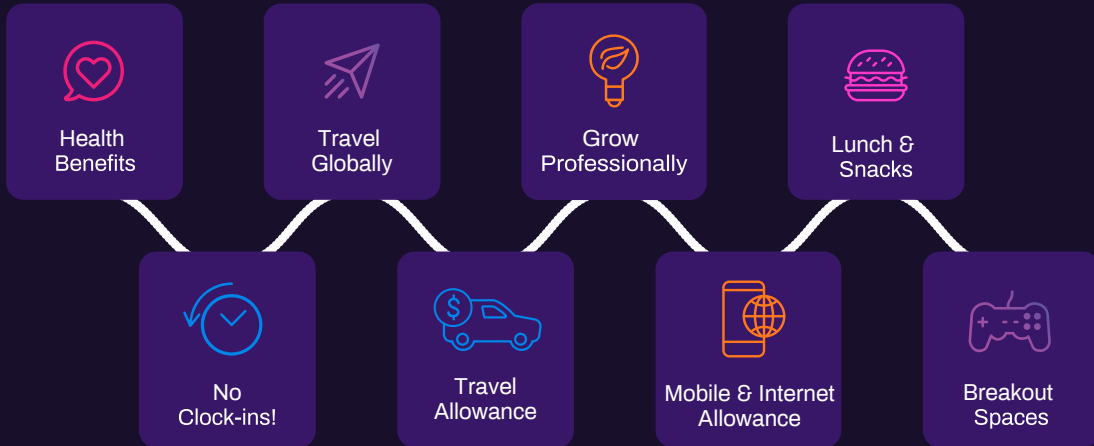 Health
Benefits
Travel
Globally
Grow
Professionally
Lunch &
Snacks
$
No
Clock-ins!
Travel
Allowance
Mobile & Internet
Allowance
Breakout
Spaces